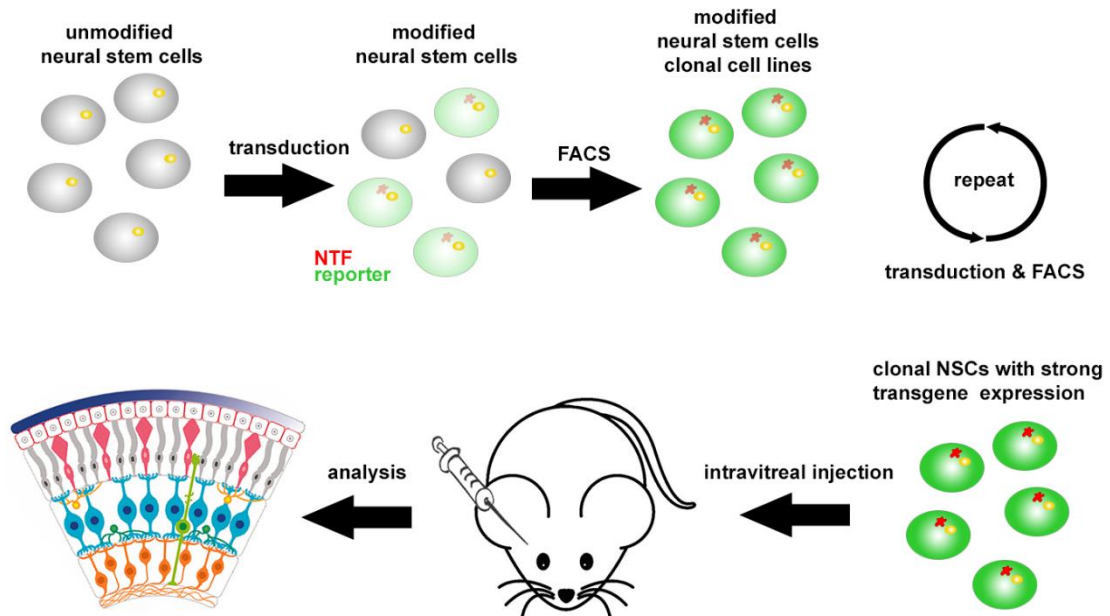 unmodified
neural stem cells
modified
neural stem cells
modified
neural stem cells
clonal cell lines
transduction
FACS
repeat
NTF
reporter
transduction & FACS
clonal NSCs with strong
transgene expression
intravitreal injection
analysis